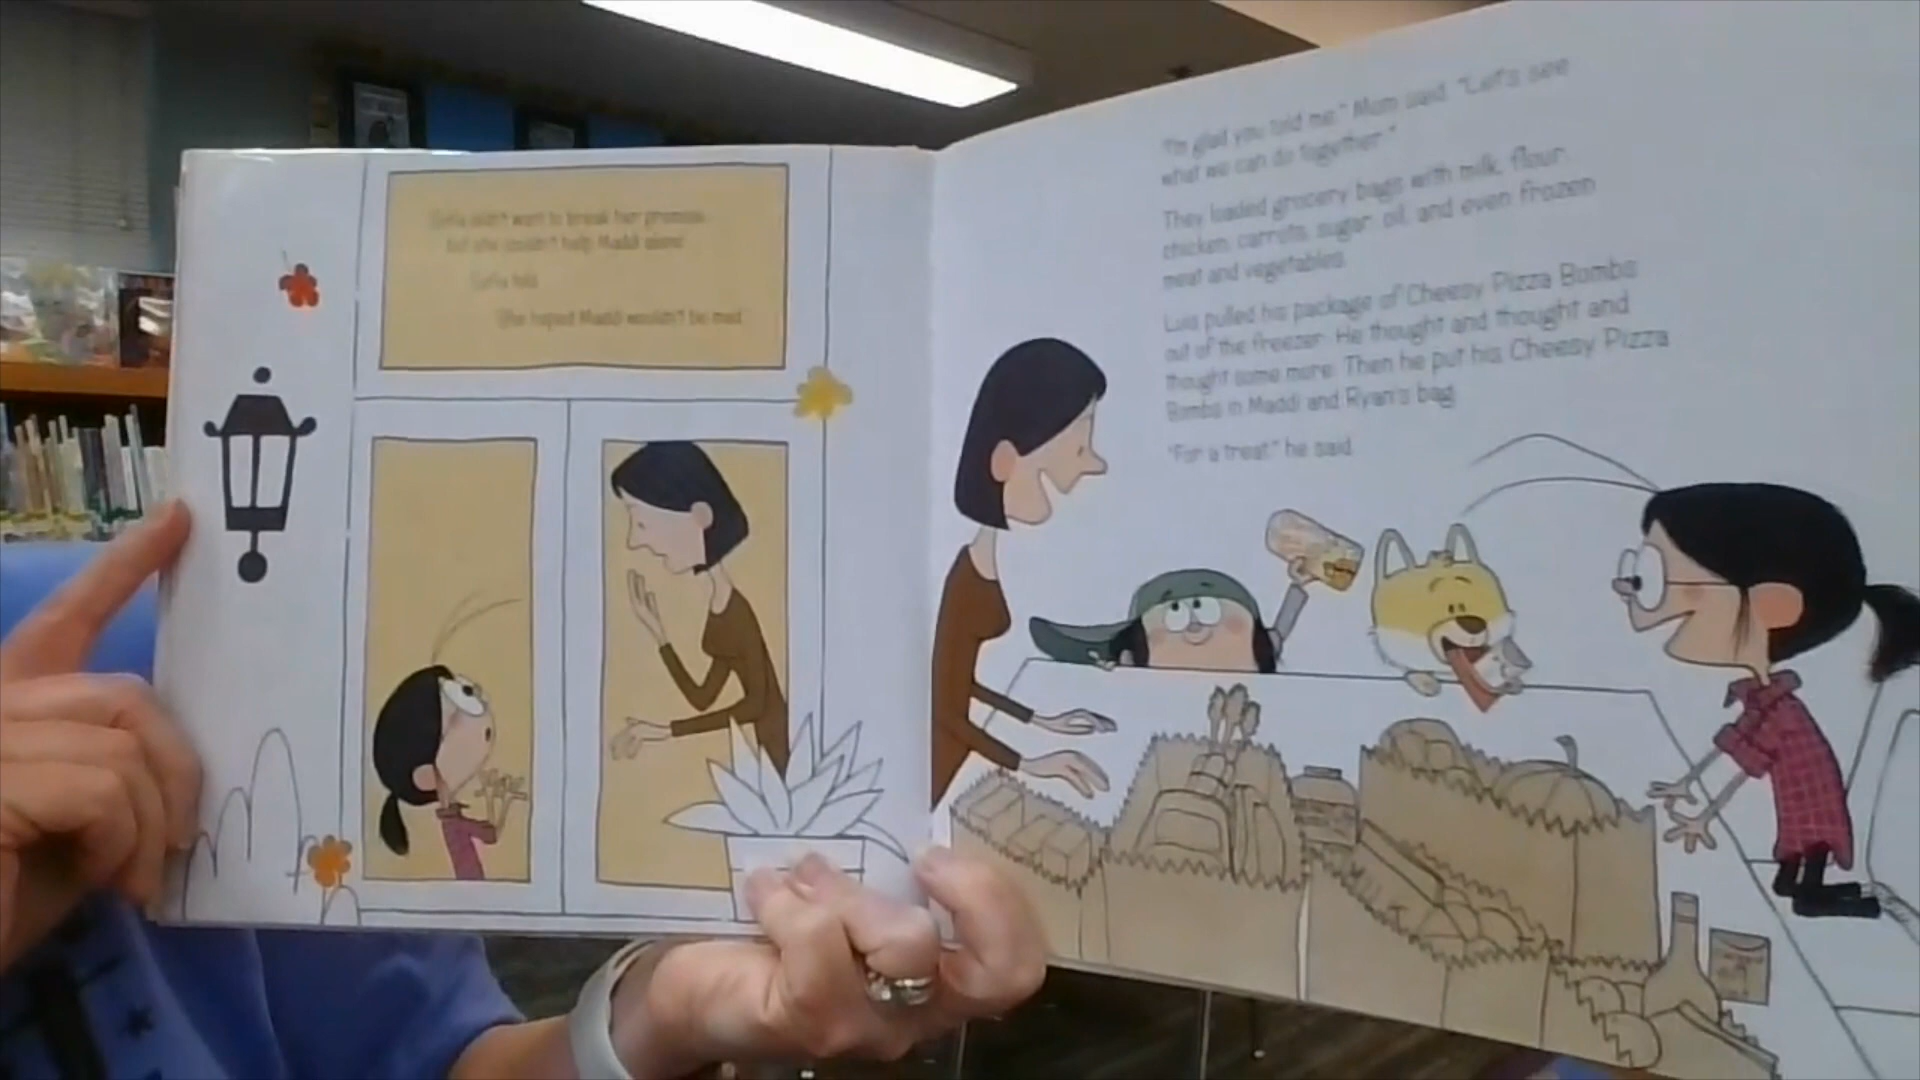 Sofia didn't want to break her promise.
But she couldn't help Maddi alone.
Sofia told.
She hoped Maddi wouldn't be mad.
"I'm glad you told me," Mom said. "Let's see
what we can do together."
They loaded grocery bags with milk, flour,
chicken, carrots, sugar, oil, and even frozen
meat and vegetables.
Luis pulled his package of Cheesy Pizza Bombs
out of the freezer. He thought and thought and
thought some more. Then he put his Cheesy Pizza
Bombs in Maddi and Ryan's bag.
"For a treat," he said.